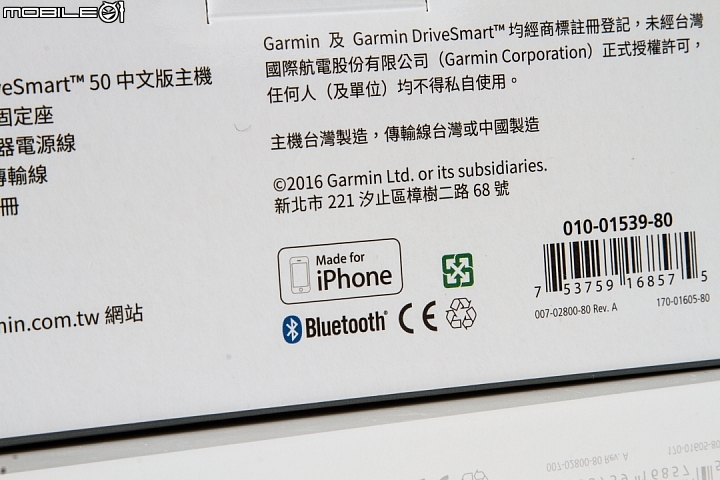 MOBILE01
Garmin 及 Garmin DriveSmart™ 均經商標註冊登記，未經台灣
國際航電股份有限公司（Garmin Corporation）正式授權許可，
任何人（及單位）均不得私自使用。
主機台灣製造，傳輸線台灣或中國製造
©2016 Garmin Ltd. or its subsidiaries.
新北市 221 汐止區樟樹二路 68 號
veSmart™ 50 中文版主機
固定座
器電源線
傳輸線
冊
min.com.tw 網站
Made for
iPhone
Bluetooth®
CE
010-01539-80
7 53759 16857 5
007-02800-80 Rev. A 170-01605-80